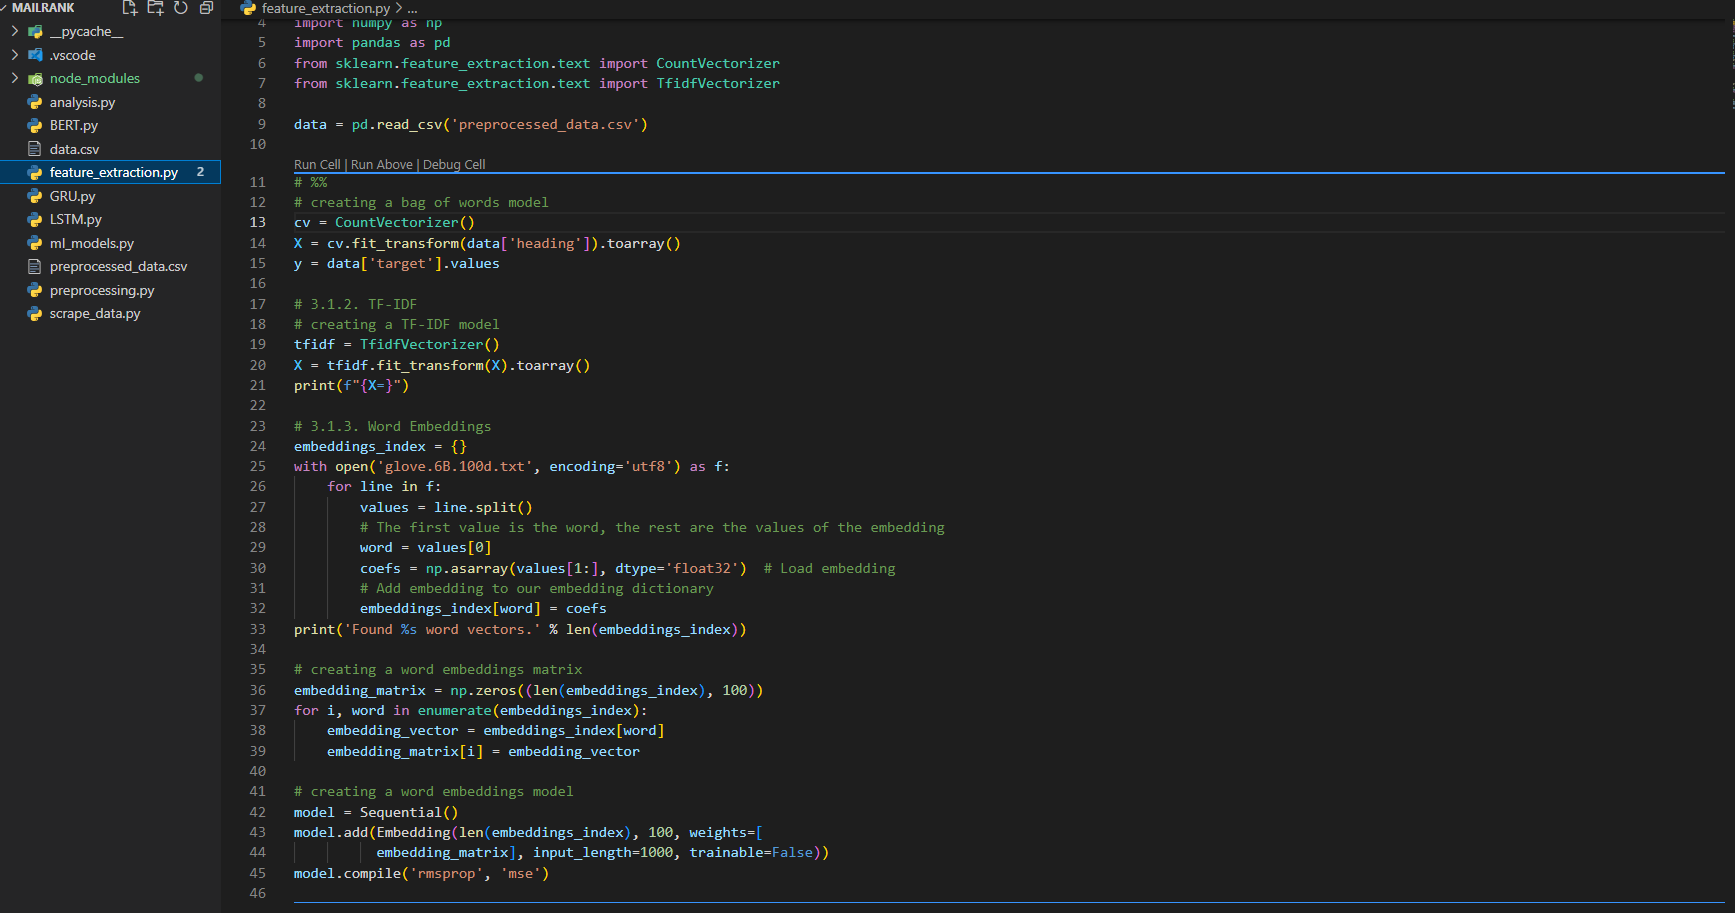 MAILRANK
__pycache__
.vscode
node_modules
analysis.py
BERT.py
data.csv
feature_extraction.py 2
GRU.py
LSTM.py
ml_models.py
preprocessed_data.csv
preprocessing.py
scrape_data.py
feature_extraction.py > ...
4 import numpy as np
5 import pandas as pd
6 from sklearn.feature_extraction.text import CountVectorizer
7 from sklearn.feature_extraction.text import TfidfVectorizer
8
9 data = pd.read_csv('preprocessed_data.csv')
10
Run Cell | Run Above | Debug Cell
11 # %%
12 # creating a bag of words model
13 cv = CountVectorizer()
14 X = cv.fit_transform(data['heading']).toarray()
15 y = data['target'].values
16
17 # 3.1.2. TF-IDF
18 # creating a TF-IDF model
19 tfidf = TfidfVectorizer()
20 X = tfidf.fit_transform(X).toarray()
21 print(f"{X=}")
22
23 # 3.1.3. Word Embeddings
24 embeddings_index = {}
25 with open('glove.6B.100d.txt', encoding='utf8') as f:
26     for line in f:
27         values = line.split()
28         # The first value is the word, the rest are the values of the embedding
29         word = values[0]
30         coefs = np.asarray(values[1:], dtype='float32')  # Load embedding
31         # Add embedding to our embedding dictionary
32         embeddings_index[word] = coefs
33 print('Found %s word vectors.' % len(embeddings_index))
34
35 # creating a word embeddings matrix
36 embedding_matrix = np.zeros((len(embeddings_index), 100))
37 for i, word in enumerate(embeddings_index):
38     embedding_vector = embeddings_index[word]
39     embedding_matrix[i] = embedding_vector
40
41 # creating a word embeddings model
42 model = Sequential()
43 model.add(Embedding(len(embeddings_index), 100, weights=[
44           embedding_matrix], input_length=1000, trainable=False))
45 model.compile('rmsprop', 'mse')
46